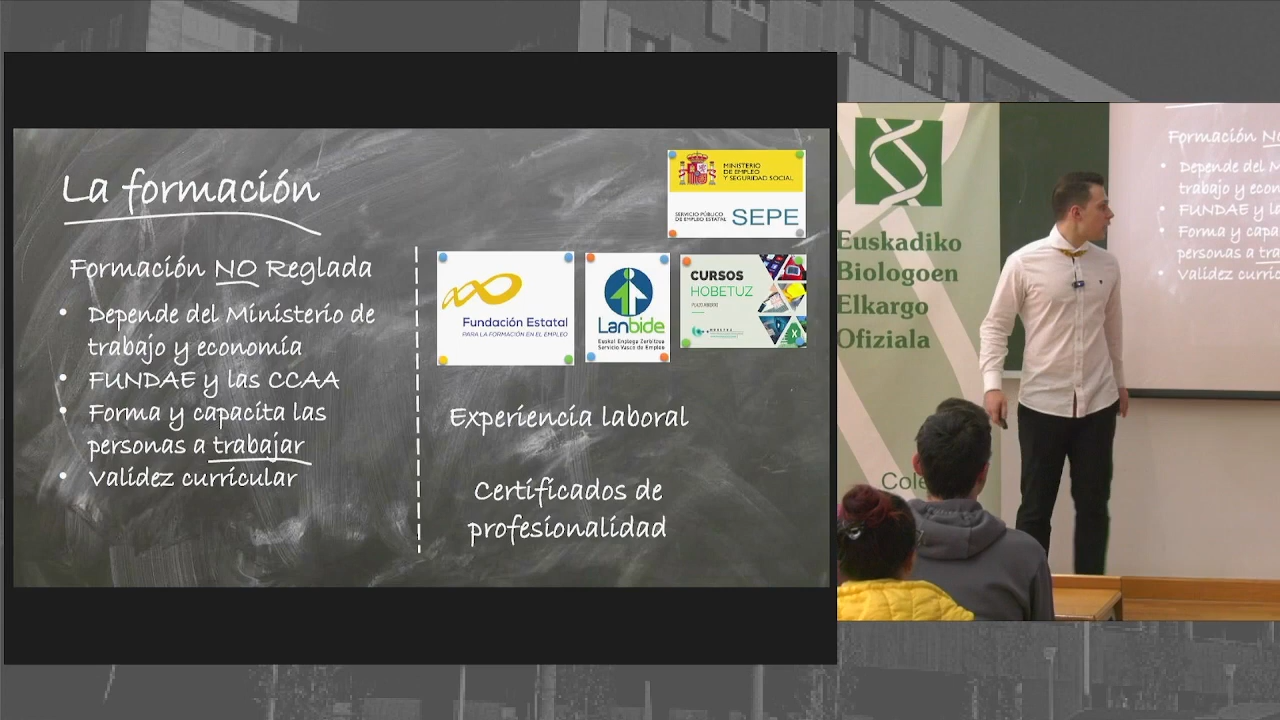 La formación
Formación NO Reglada
• Depende del Ministerio de
trabajo y economía
• FUNDAE y las CCAA
• Forma y capacita las
personas a trabajar
• Validez curricular
MINISTERIO
DE EMPLEO
Y SEGURIDAD SOCIAL
SERVICIO PÚBLICO
DE EMPLEO ESTATAL
SEPE
Fundación Estatal
PARA LA FORMACIÓN EN EL EMPLEO
Lanbide
Euskal Enplegu Zerbitzua
Servicio Vasco de Empleo
CURSOS
HOBETUZ
Experiencia laboral
Certificados de
profesionalidad
Euskadiko
Biologoen
Elkargo
Ofiziala
Cole
Formación NO
• Depende del M
trabajo y econ
• FUNDAE y la
• Forma y capa
personas a tra
• Validez curric